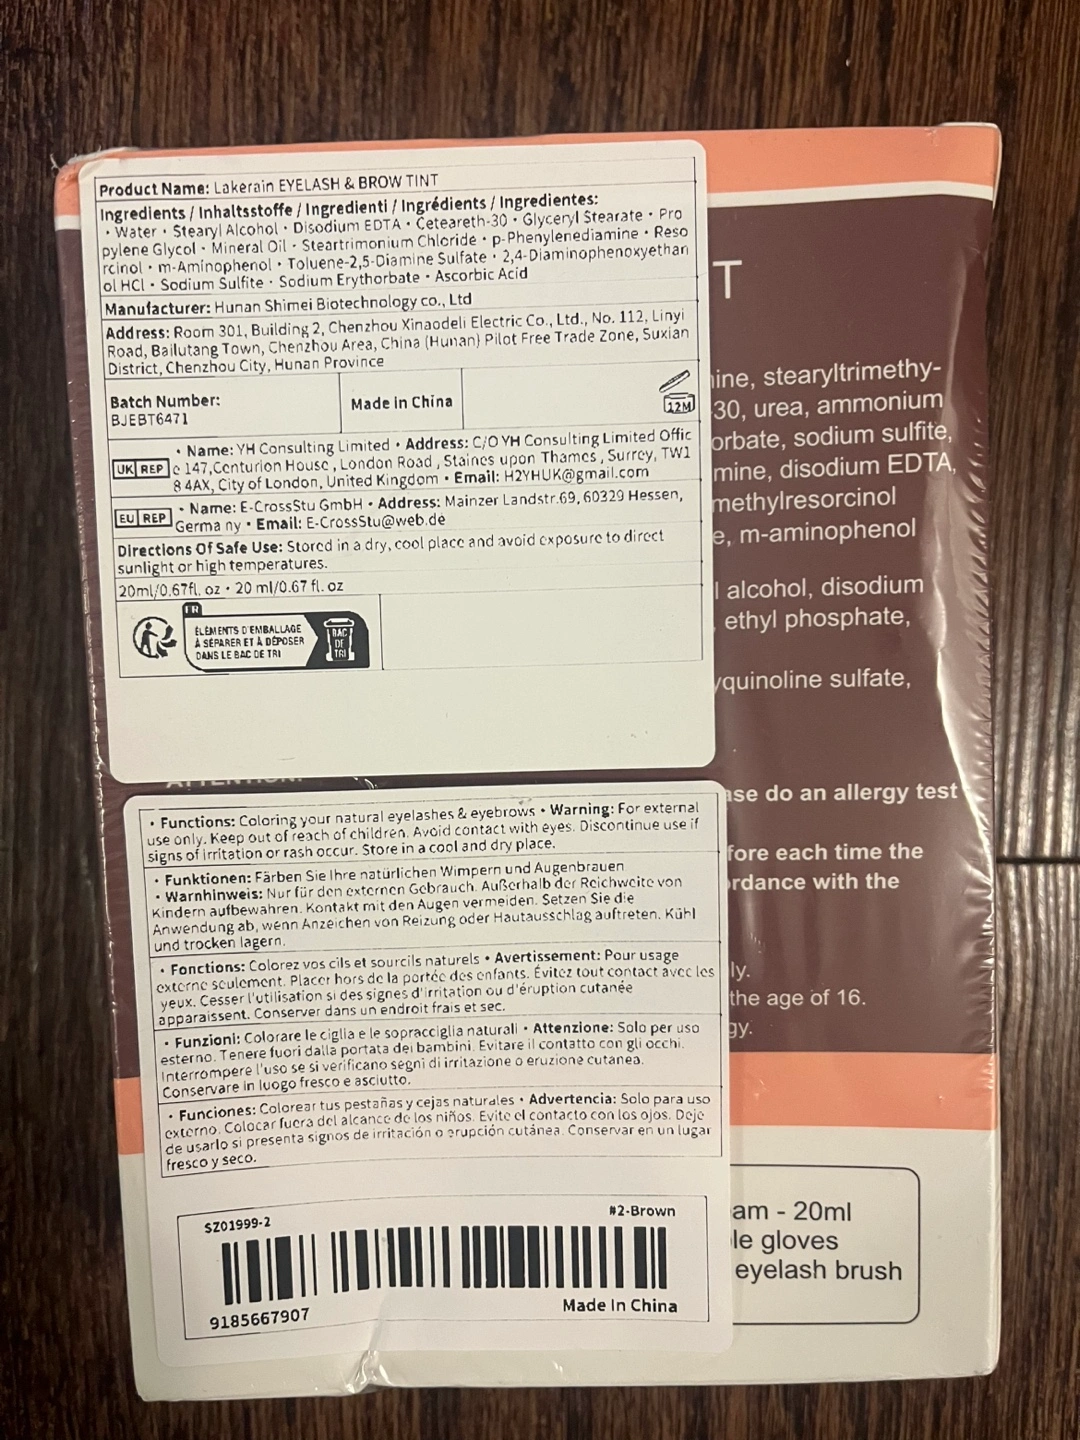 Product Name: Lakerain EYELASH & BROW TINT
Ingredients / Inhaltsstoffe / Ingredienti / Ingrédients / Ingredientes:
• Water • Stearyl Alcohol • Disodium EDTA • Ceteareth-30 • Glyceryl Stearate • Pro
pylene Glycol • Mineral Oil • Steartrimonium Chloride • p-Phenylenediamine • Reso
rcinol • m-Aminophenol • Toluene-2,5-Diamine Sulfate • 2,4-Diaminophenoxyethan
ol HCl • Sodium Sulfite • Sodium Erythorbate • Ascorbic Acid
Manufacturer: Hunan Shimei Biotechnology co., Ltd
Address: Room 301, Building 2, Chenzhou Xinaodeli Electric Co., Ltd., No. 112, Linyi
Road, Bailutang Town, Chenzhou Area, China (Hunan) Pilot Free Trade Zone, Suxian
District, Chenzhou City, Hunan Province
Batch Number:
BJEBT6471
Made in China
12M
UK REP
• Name: YH Consulting Limited • Address: C/O YH Consulting Limited Offic
e 147,Centurion House , London Road , Staines upon Thames , Surrey, TW1
8 4AX, City of London, United Kingdom • Email: H2YHUK@gmail.com
EU REP
• Name: E-CrossStu GmbH • Address: Mainzer Landstr.69, 60329 Hessen,
Germa ny • Email: E-CrossStu@web.de
Directions Of Safe Use: Stored in a dry, cool place and avoid exposure to direct
sunlight or high temperatures.
20ml/0.67fl. oz • 20 ml/0.67 fl. oz
FR
ÉLÉMENTS D'EMBALLAGE
À SÉPARER ET À DÉPOSER
DANS LE BAC DE TRI
BAC
DE
TRI
T
ine, stearyltrimethy-
30, urea, ammonium
orbate, sodium sulfite,
mine, disodium EDTA,
methylresorcinol
e, m-aminophenol
l alcohol, disodium
ethyl phosphate,
yquinoline sulfate,
ase do an allergy test
fore each time the
rdance with the
ly.
the age of 16.
gy.
• Functions: Coloring your natural eyelashes & eyebrows • Warning: For external
use only. Keep out of reach of children. Avoid contact with eyes. Discontinue use if
signs of irritation or rash occur. Store in a cool and dry place.
• Funktionen: Färben Sie Ihre natürlichen Wimpern und Augenbrauen
• Warnhinweis: Nur für den externen Gebrauch. Außerhalb der Reichweite von
Kindern aufbewahren. Kontakt mit den Augen vermeiden. Setzen Sie die
Anwendung ab, wenn Anzeichen von Reizung oder Hautausschlag auftreten. Kühl
und trocken lagern.
• Fonctions: Colorez vos cils et sourcils naturels • Avertissement: Pour usage
externe seulement. Placer hors de la portée des enfants. Évitez tout contact avec les
yeux. Cesser l'utilisation si des signes d'irritation ou d'éruption cutanée
apparaissent. Conserver dans un endroit frais et sec.
• Funzioni: Colorare le ciglia e le sopracciglia naturali • Attenzione: Solo per uso
esterno. Tenere fuori dalla portata dei bambini. Evitare il contatto con gli occhi.
Interrompere l'uso se si verificano segni di irritazione o eruzione cutanea.
Conservare in luogo fresco e asciutto.
• Funciones: Colorear tus pestañas y cejas naturales • Advertencia: Solo para uso
externo. Colocar fuera del alcance de los niños. Evite el contacto con los ojos. Deje
de usarlo si presenta signos de irritación o erupción cutánea. Conservar en un lugar
fresco y seco.
SZ01999-2
#2-Brown
9185667907
Made In China
am - 20ml
le gloves
eyelash brush